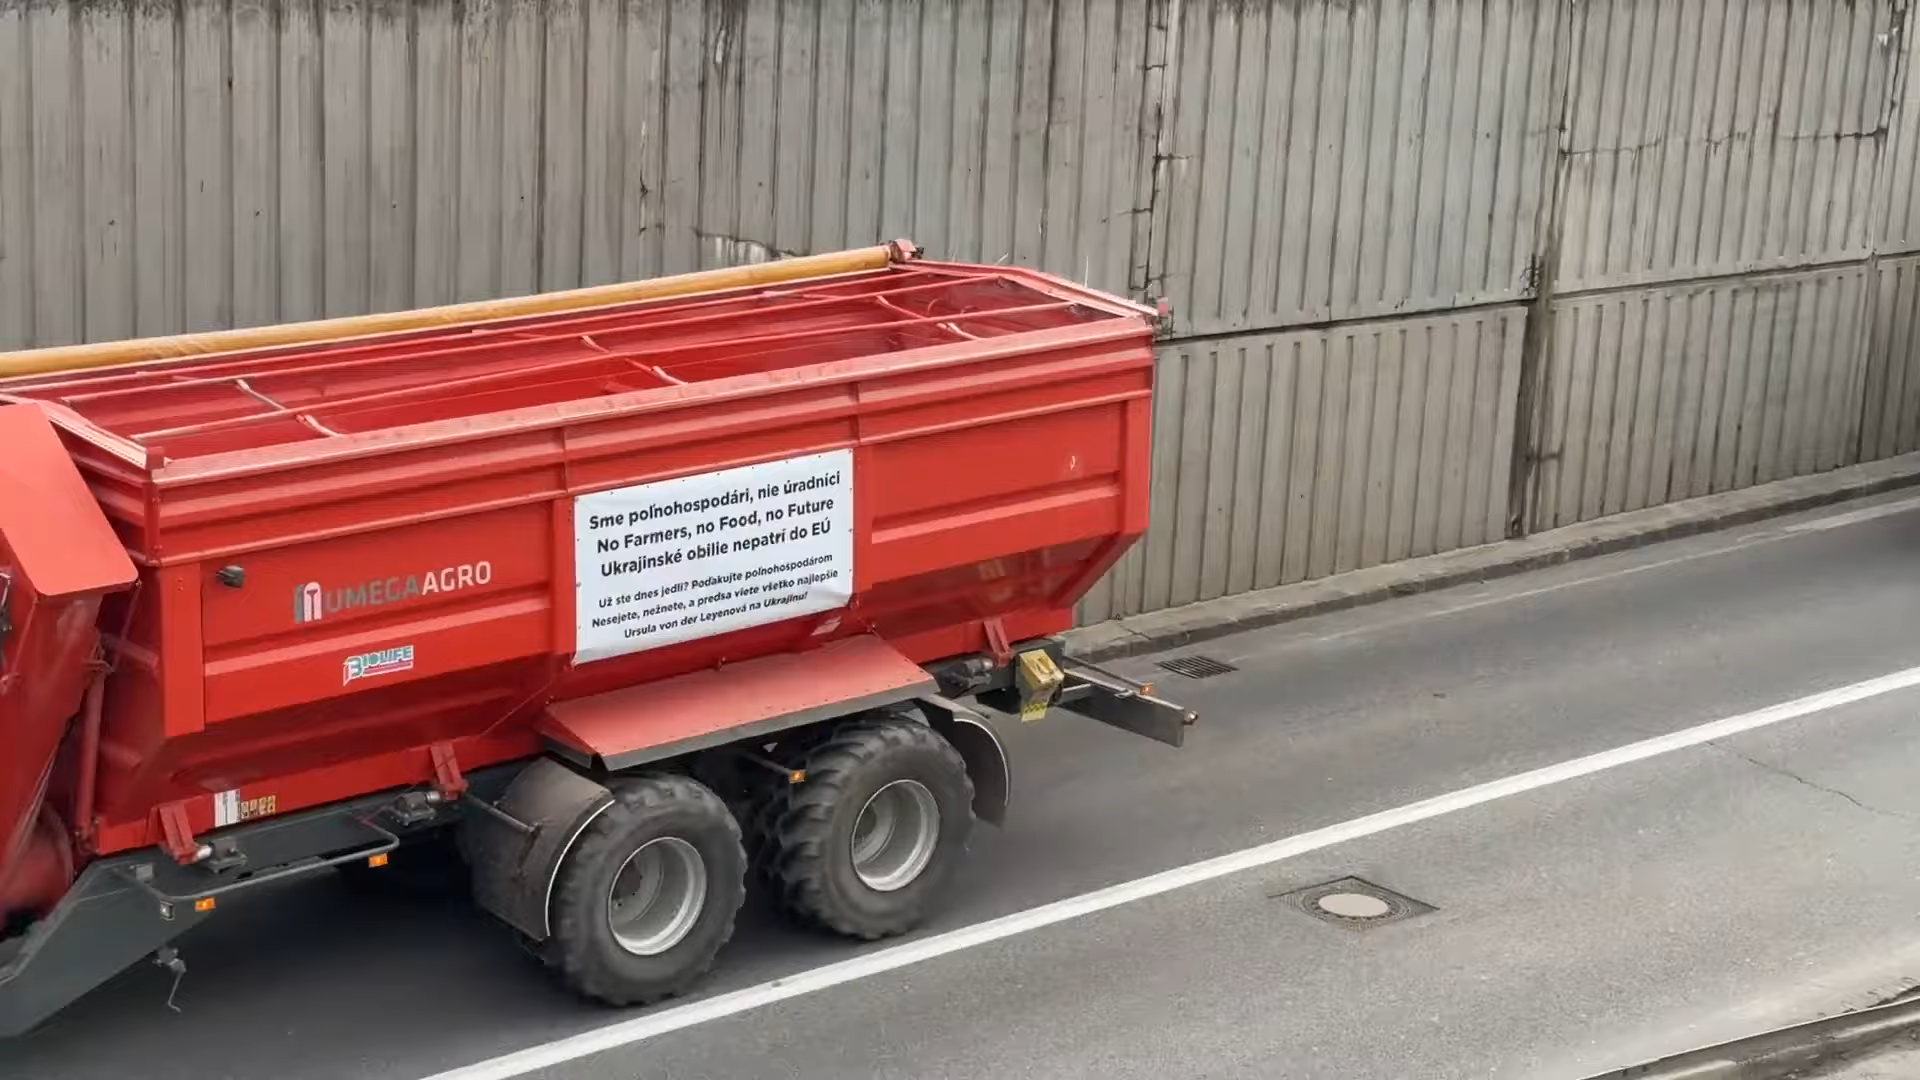 Sme poľnohospodári, nie úradníci
No Farmers, no Food, no Future
Ukrajinské obilie nepatrí do EÚ
Už ste dnes jedli? Poďakujte poľnohospodárom
Nesejete, nežnete, a predsa viete všetko najlepšie
Ursula von der Leyenová na Ukrajinu!
UMEGAAGRO
BIOLIFE